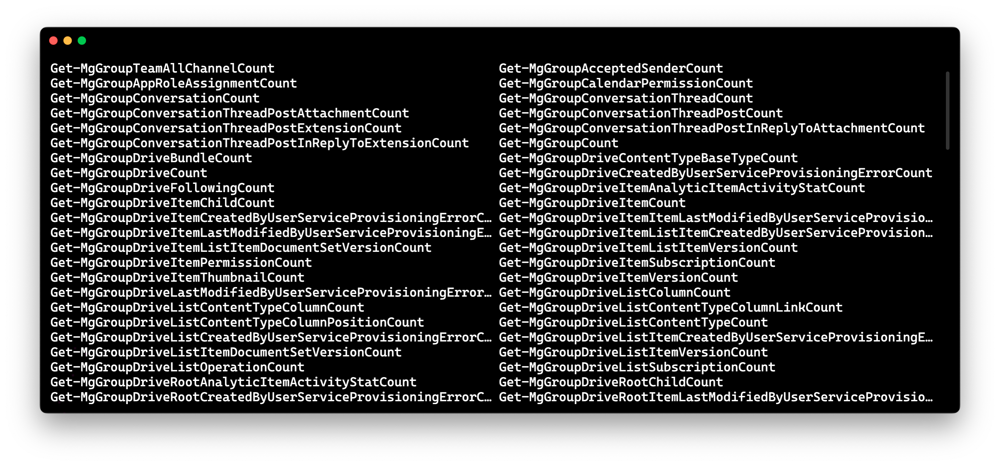 Get-MgGroupTeamAllChannelCount Get-MgGroupAcceptedSenderCount
Get-MgGroupAppRoleAssignmentCount Get-MgGroupCalendarPermissionCount
Get-MgGroupConversationCount Get-MgGroupConversationThreadCount
Get-MgGroupConversationThreadPostAttachmentCount Get-MgGroupConversationThreadPostCount
Get-MgGroupConversationThreadPostExtensionCount Get-MgGroupConversationThreadPostInReplyToAttachmentCount
Get-MgGroupConversationThreadPostInReplyToExtensionCount Get-MgGroupCount
Get-MgGroupDriveBundleCount Get-MgGroupDriveContentTypeBaseTypeCount
Get-MgGroupDriveCount Get-MgGroupDriveCreatedByUserServiceProvisioningErrorCount
Get-MgGroupDriveFollowingCount Get-MgGroupDriveItemAnalyticItemActivityStatCount
Get-MgGroupDriveItemChildCount Get-MgGroupDriveItemCount
Get-MgGroupDriveItemCreatedByUserServiceProvisioningErrorC… Get-MgGroupDriveItemItemLastModifiedByUserServiceProvisio…
Get-MgGroupDriveItemLastModifiedByUserServiceProvisioningE… Get-MgGroupDriveItemListItemCreatedByUserServiceProvision…
Get-MgGroupDriveItemListItemDocumentSetVersionCount Get-MgGroupDriveItemListItemVersionCount
Get-MgGroupDriveItemPermissionCount Get-MgGroupDriveItemSubscriptionCount
Get-MgGroupDriveItemThumbnailCount Get-MgGroupDriveItemVersionCount
Get-MgGroupDriveLastModifiedByUserServiceProvisioningError… Get-MgGroupDriveListColumnCount
Get-MgGroupDriveListContentTypeColumnCount Get-MgGroupDriveListContentTypeColumnLinkCount
Get-MgGroupDriveListContentTypeColumnPositionCount Get-MgGroupDriveListContentTypeCount
Get-MgGroupDriveListCreatedByUserServiceProvisioningErrorC… Get-MgGroupDriveListItemCreatedByUserServiceProvisioningE…
Get-MgGroupDriveListItemDocumentSetVersionCount Get-MgGroupDriveListItemVersionCount
Get-MgGroupDriveListOperationCount Get-MgGroupDriveListSubscriptionCount
Get-MgGroupDriveRootAnalyticItemActivityStatCount Get-MgGroupDriveRootChildCount
Get-MgGroupDriveRootCreatedByUserServiceProvisioningErrorC… Get-MgGroupDriveRootItemLastModifiedByUserServiceProvisio…